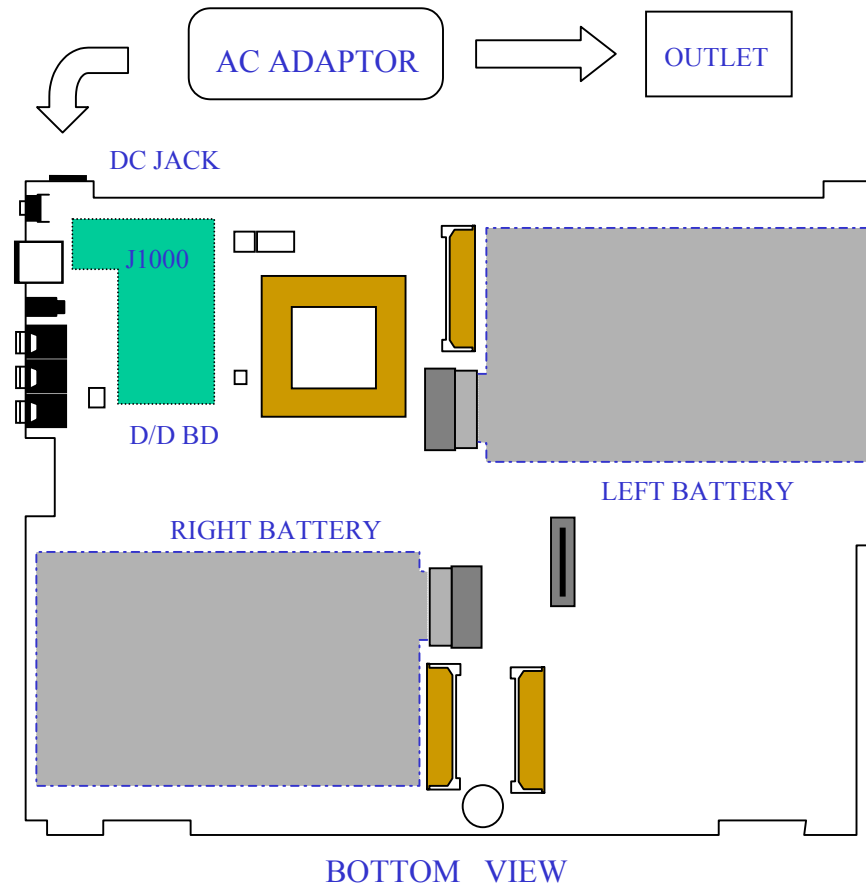 AC ADAPTOR
OUTLET
DC JACK
J1000
D/D BD
LEFT BATTERY
RIGHT BATTERY
BOTTOM VIEW